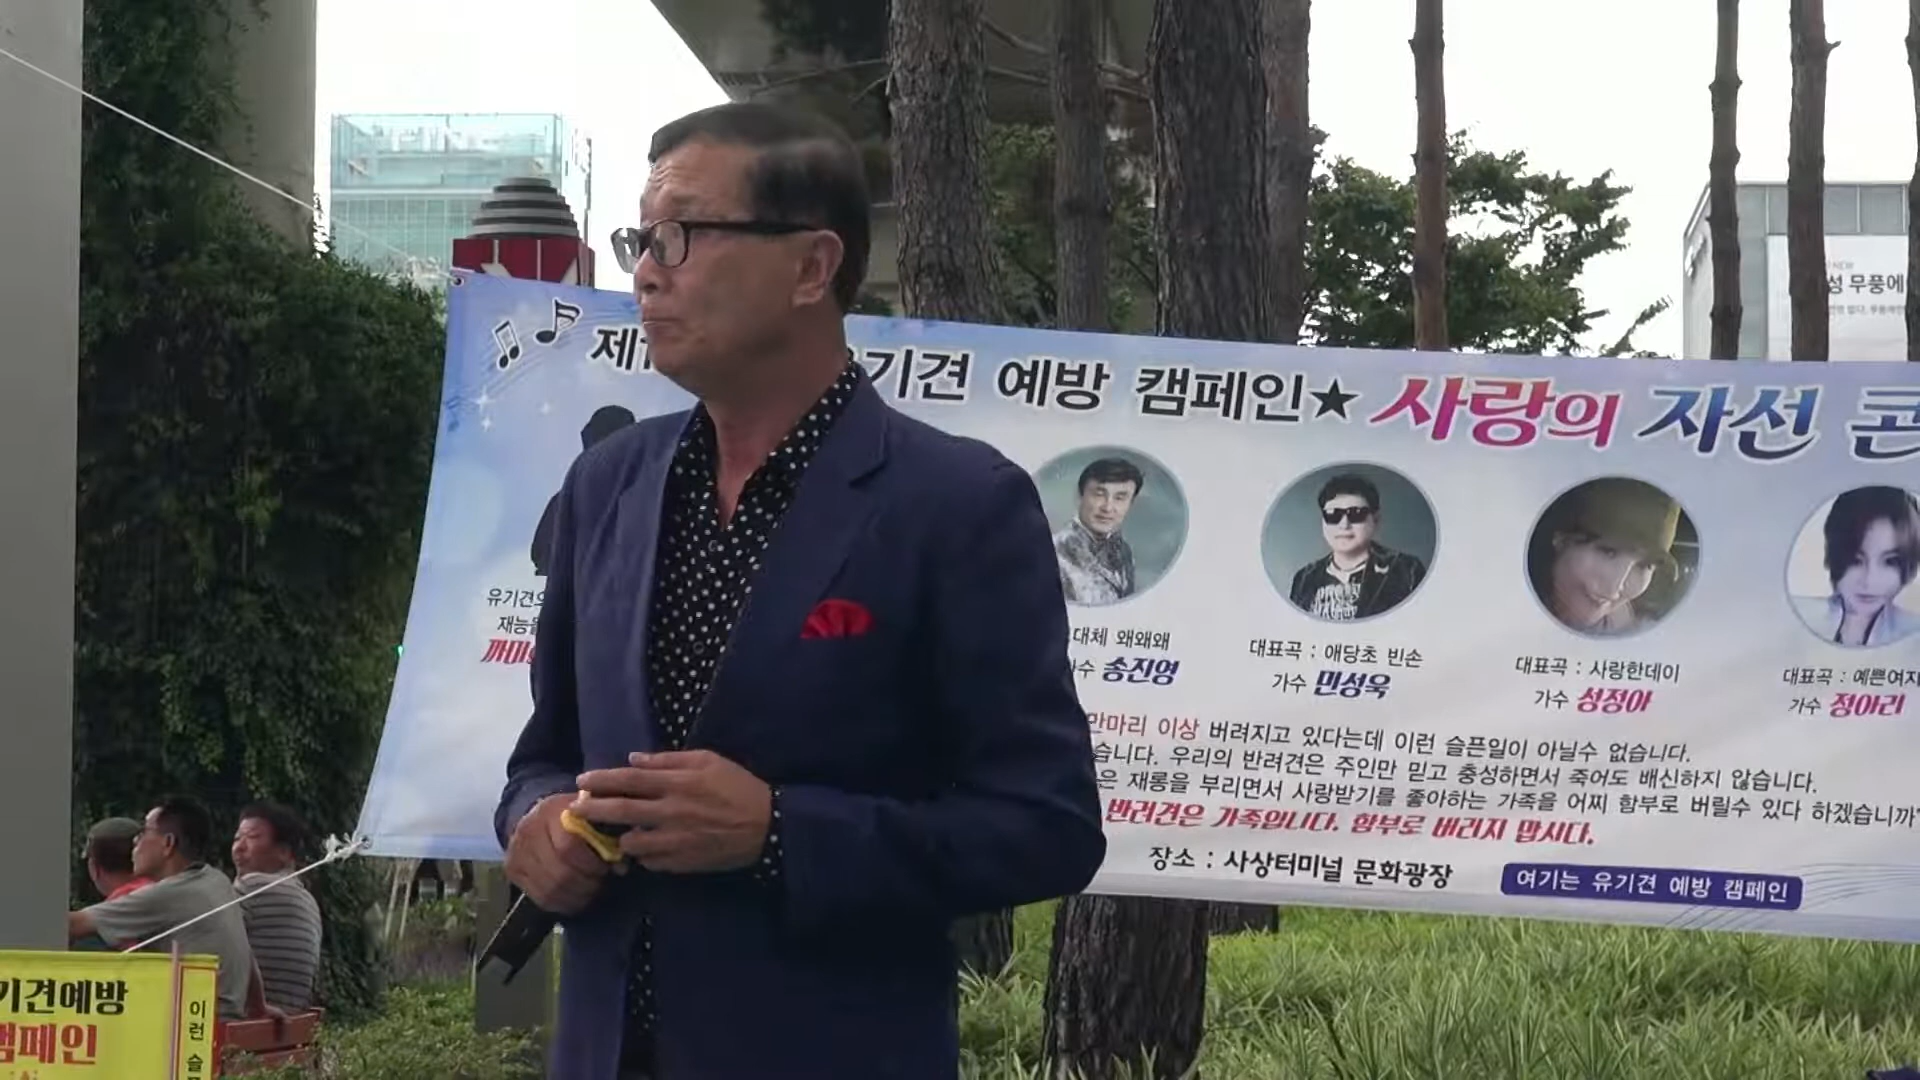 기견 예방 캠페인★ 사랑의 자선 콘
성 무풍에
유기견의
재능을
까미
대체 왜왜왜
가수 송진영
대표곡 : 애당초 빈손
가수 민성욱
대표곡 : 사랑한데이
가수 성정아
대표곡 : 예쁜여자
가수 정아리
만마리 이상 버려지고 있다는데 이런 슬픈일이 아닐수 없습니다.
습니다. 우리의 반려견은 주인만 믿고 충성하면서 죽어도 배신하지 않습니다.
은 재롱을 부리면서 사랑받기를 좋아하는 가족을 어찌 함부로 버릴수 있다 하겠습니까?
반려견은 가족입니다. 함부로 버리지 맙시다.
장소 : 사상터미널 문화광장
여기는 유기견 예방 캠페인
기견예방
캠페인
이런 슬